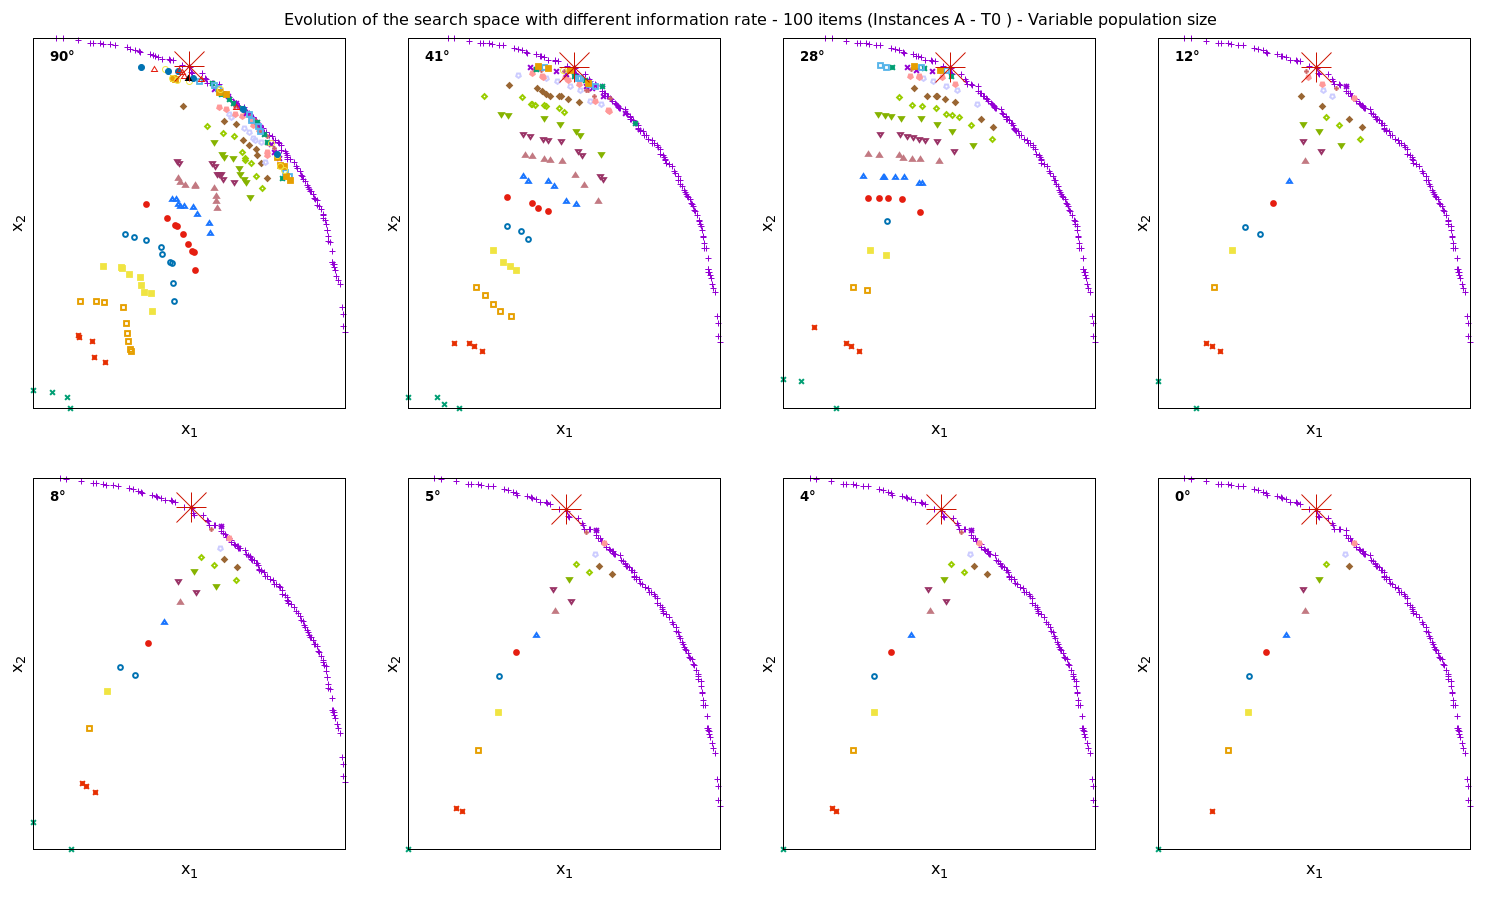 Evolution of the search space with different information rate - 100 items (Instances A - T0 ) - Variable population size
90° 41° 28° 12°
x₂ x₂ x₂ x₂
x₁ x₁ x₁ x₁
8° 5° 4° 0°
x₂ x₂ x₂ x₂
x₁ x₁ x₁ x₁